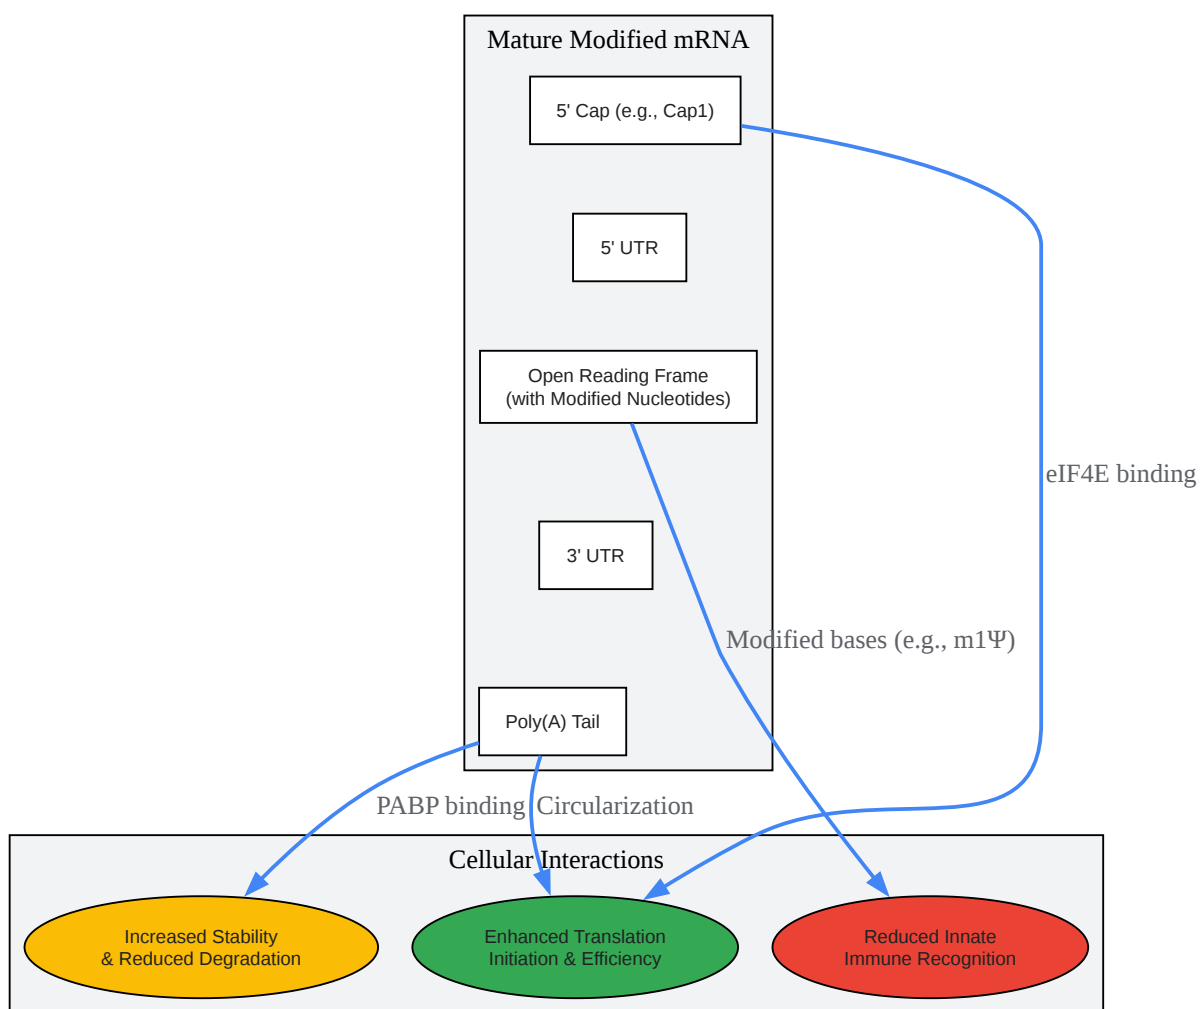 Mature Modified mRNA
5' Cap (e.g., Cap1)
5' UTR
Open Reading Frame
(with Modified Nucleotides)
eIF4E binding
3' UTR
Modified bases (e.g., m1Ψ)
Poly(A) Tail
PABP binding
Circularization
Cellular Interactions
Increased Stability
& Reduced Degradation
Enhanced Translation
Initiation & Efficiency
Reduced Innate
Immune Recognition